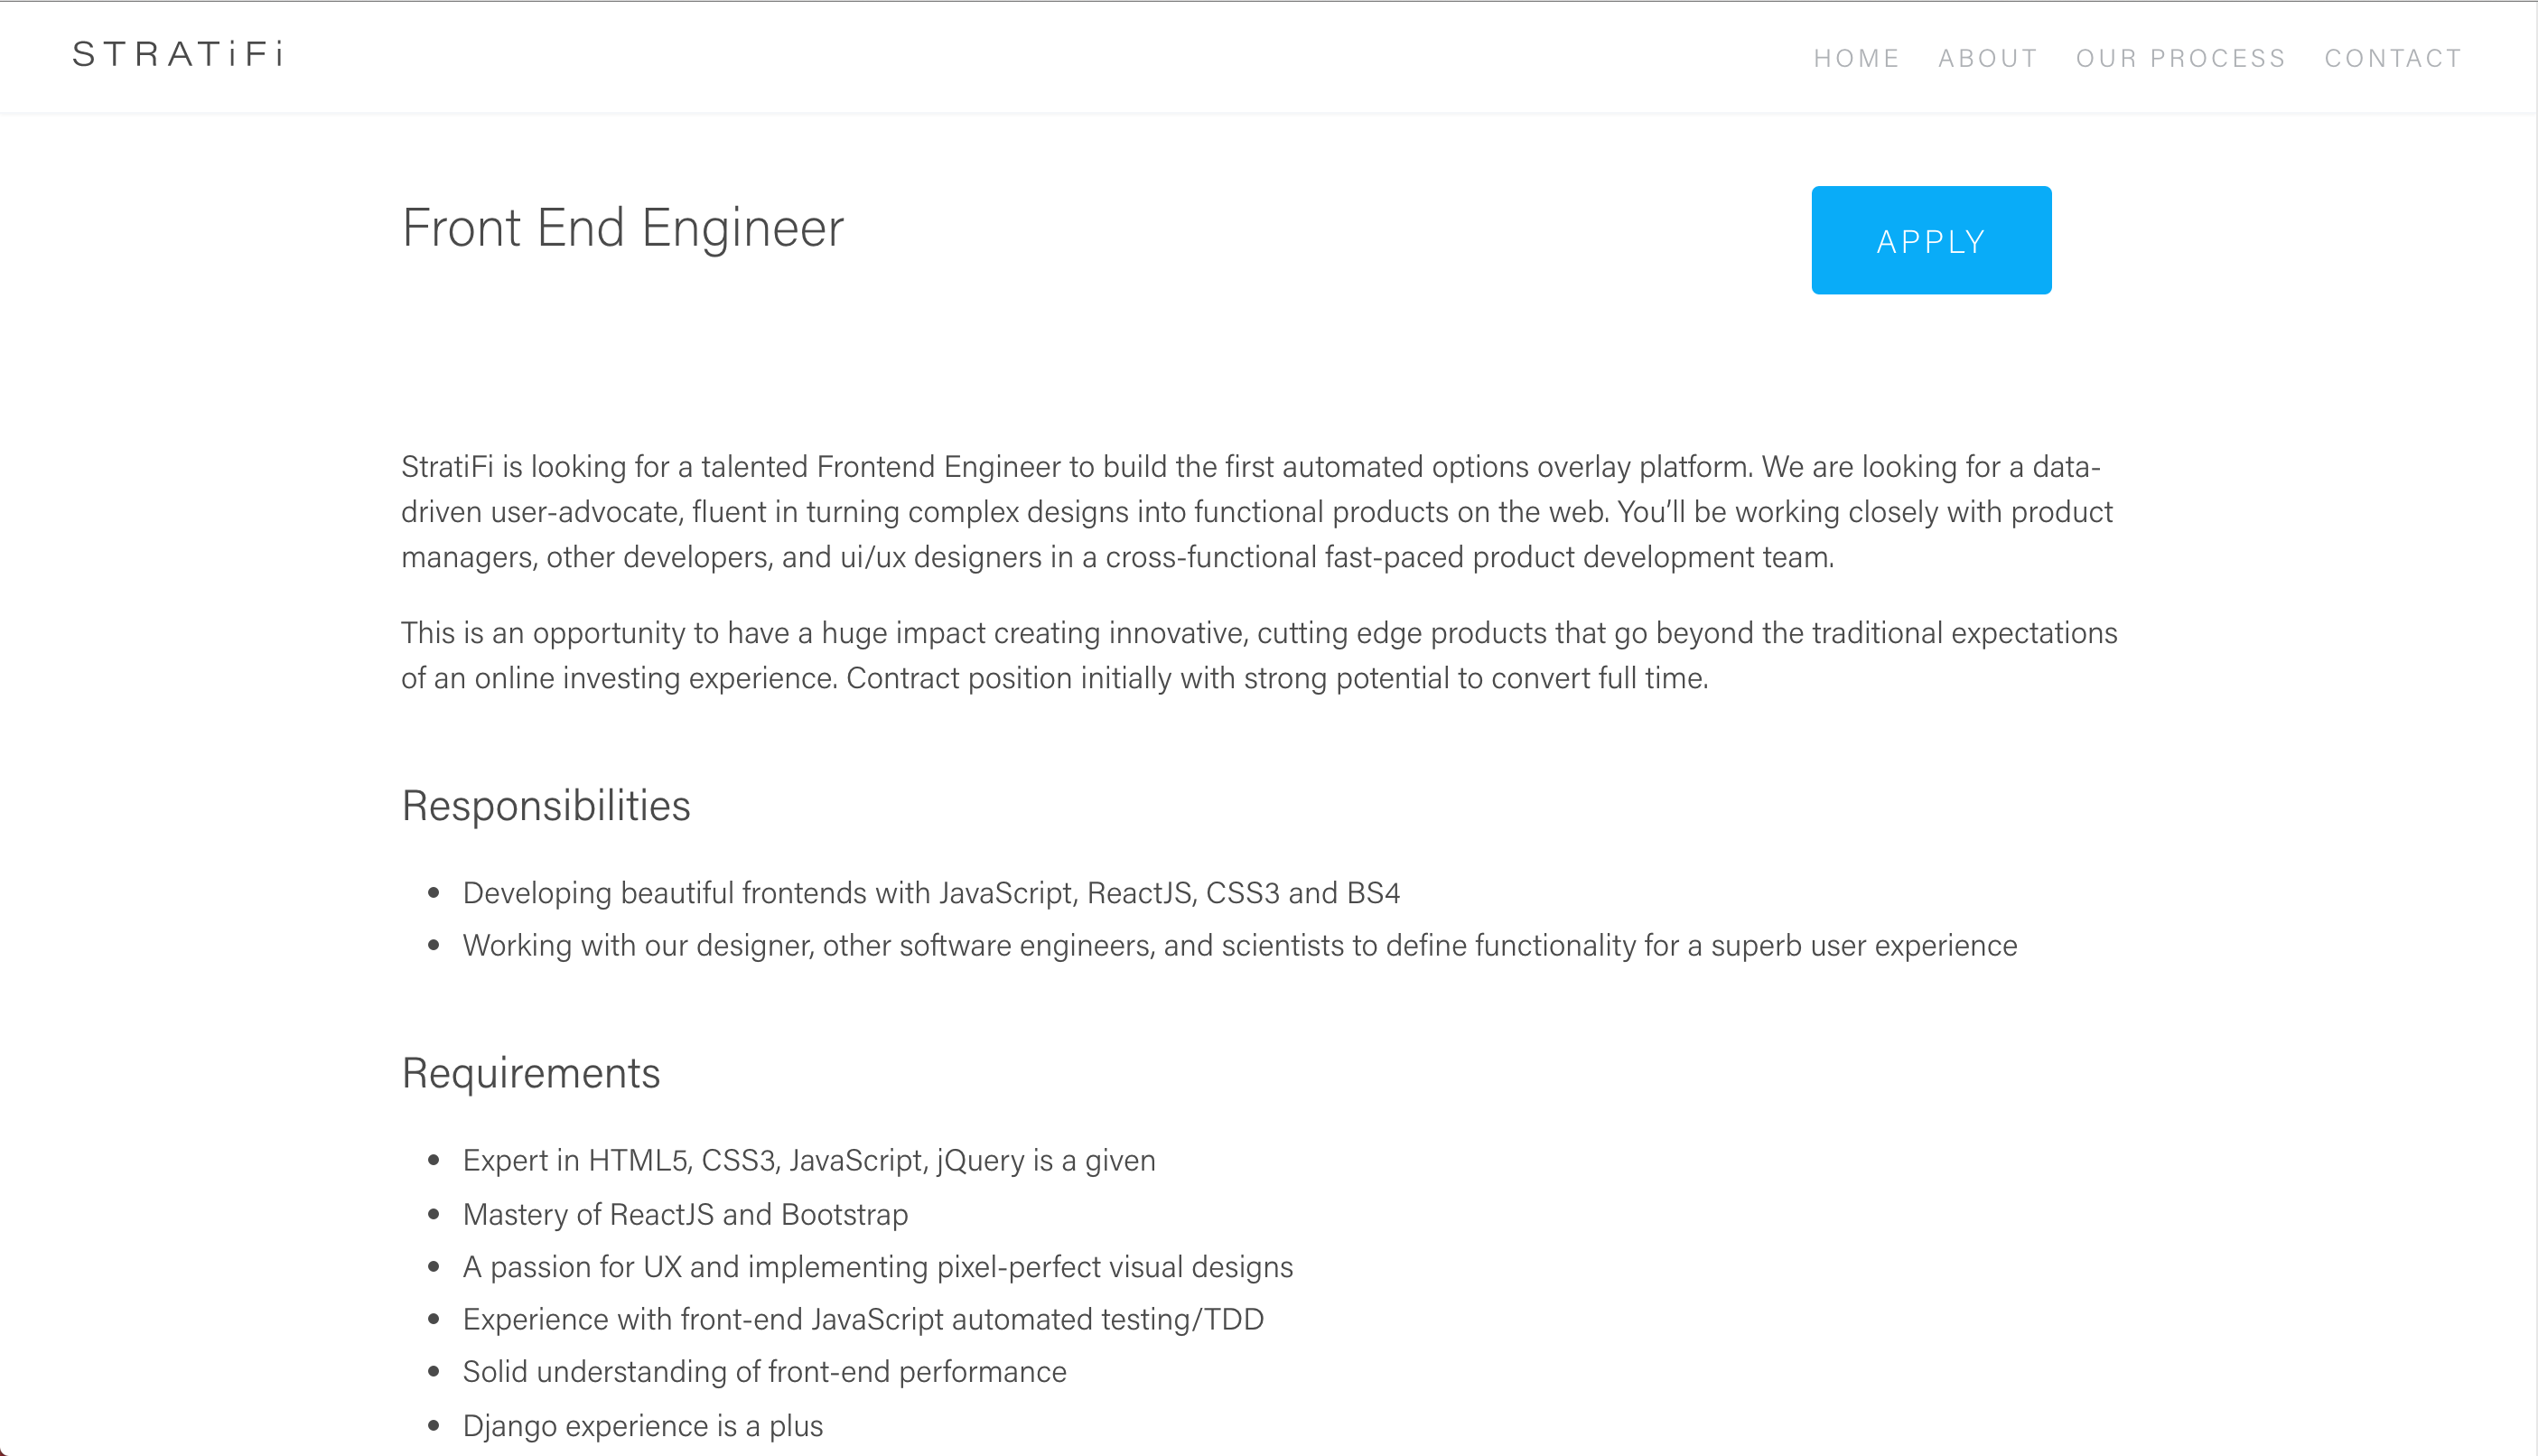 STRATiFi
HOME ABOUT OUR PROCESS CONTACT
Front End Engineer
APPLY
StratiFi is looking for a talented Frontend Engineer to build the first automated options overlay platform. We are looking for a data-
driven user-advocate, fluent in turning complex designs into functional products on the web. You’ll be working closely with product
managers, other developers, and ui/ux designers in a cross-functional fast-paced product development team.
This is an opportunity to have a huge impact creating innovative, cutting edge products that go beyond the traditional expectations
of an online investing experience. Contract position initially with strong potential to convert full time.
Responsibilities
• Developing beautiful frontends with JavaScript, ReactJS, CSS3 and BS4
• Working with our designer, other software engineers, and scientists to define functionality for a superb user experience
Requirements
• Expert in HTML5, CSS3, JavaScript, jQuery is a given
• Mastery of ReactJS and Bootstrap
• A passion for UX and implementing pixel-perfect visual designs
• Experience with front-end JavaScript automated testing/TDD
• Solid understanding of front-end performance
• Django experience is a plus